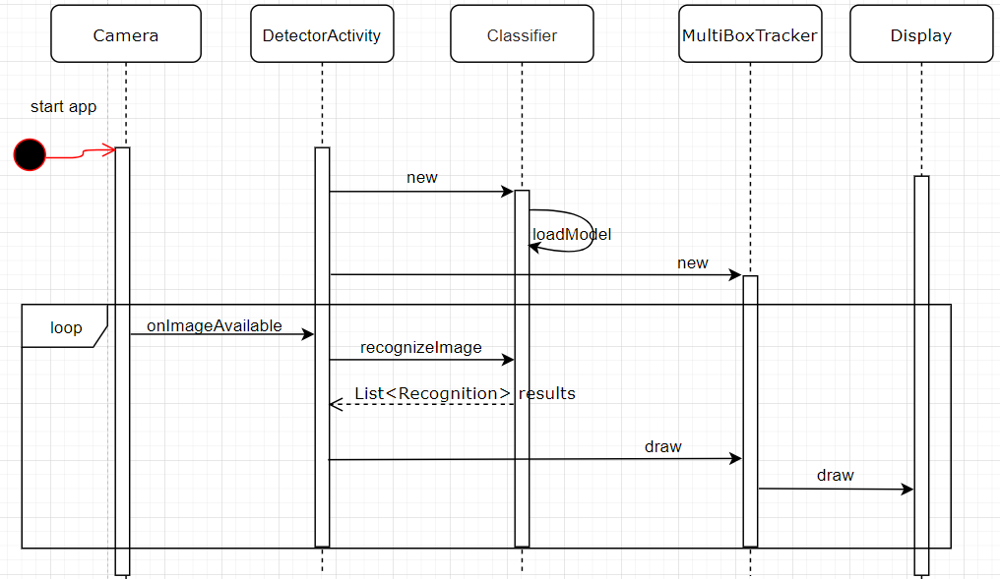 Camera
DetectorActivity
Classifier
MultiBoxTracker
Display
start app
new
loadModel
new
loop
onImageAvailable
recognizeImage
List<Recognition> results
draw
draw